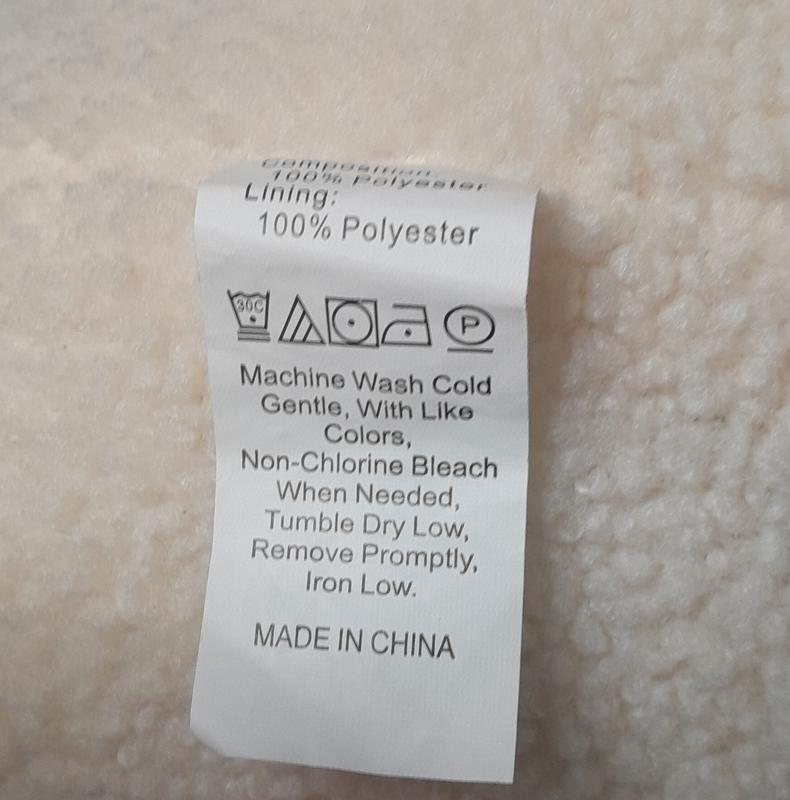 Composition
100% Polyester
Lining:
100% Polyester
30C P
Machine Wash Cold
Gentle, With Like
Colors,
Non-Chlorine Bleach
When Needed,
Tumble Dry Low,
Remove Promptly,
Iron Low.
MADE IN CHINA